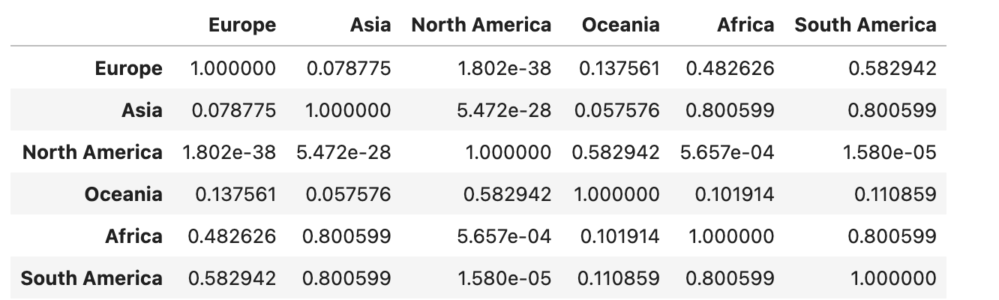 Europe Asia North America Oceania Africa South America
Europe 1.000000 0.078775 1.802e-38 0.137561 0.482626 0.582942
Asia 0.078775 1.000000 5.472e-28 0.057576 0.800599 0.800599
North America 1.802e-38 5.472e-28 1.000000 0.582942 5.657e-04 1.580e-05
Oceania 0.137561 0.057576 0.582942 1.000000 0.101914 0.110859
Africa 0.482626 0.800599 5.657e-04 0.101914 1.000000 0.800599
South America 0.582942 0.800599 1.580e-05 0.110859 0.800599 1.000000